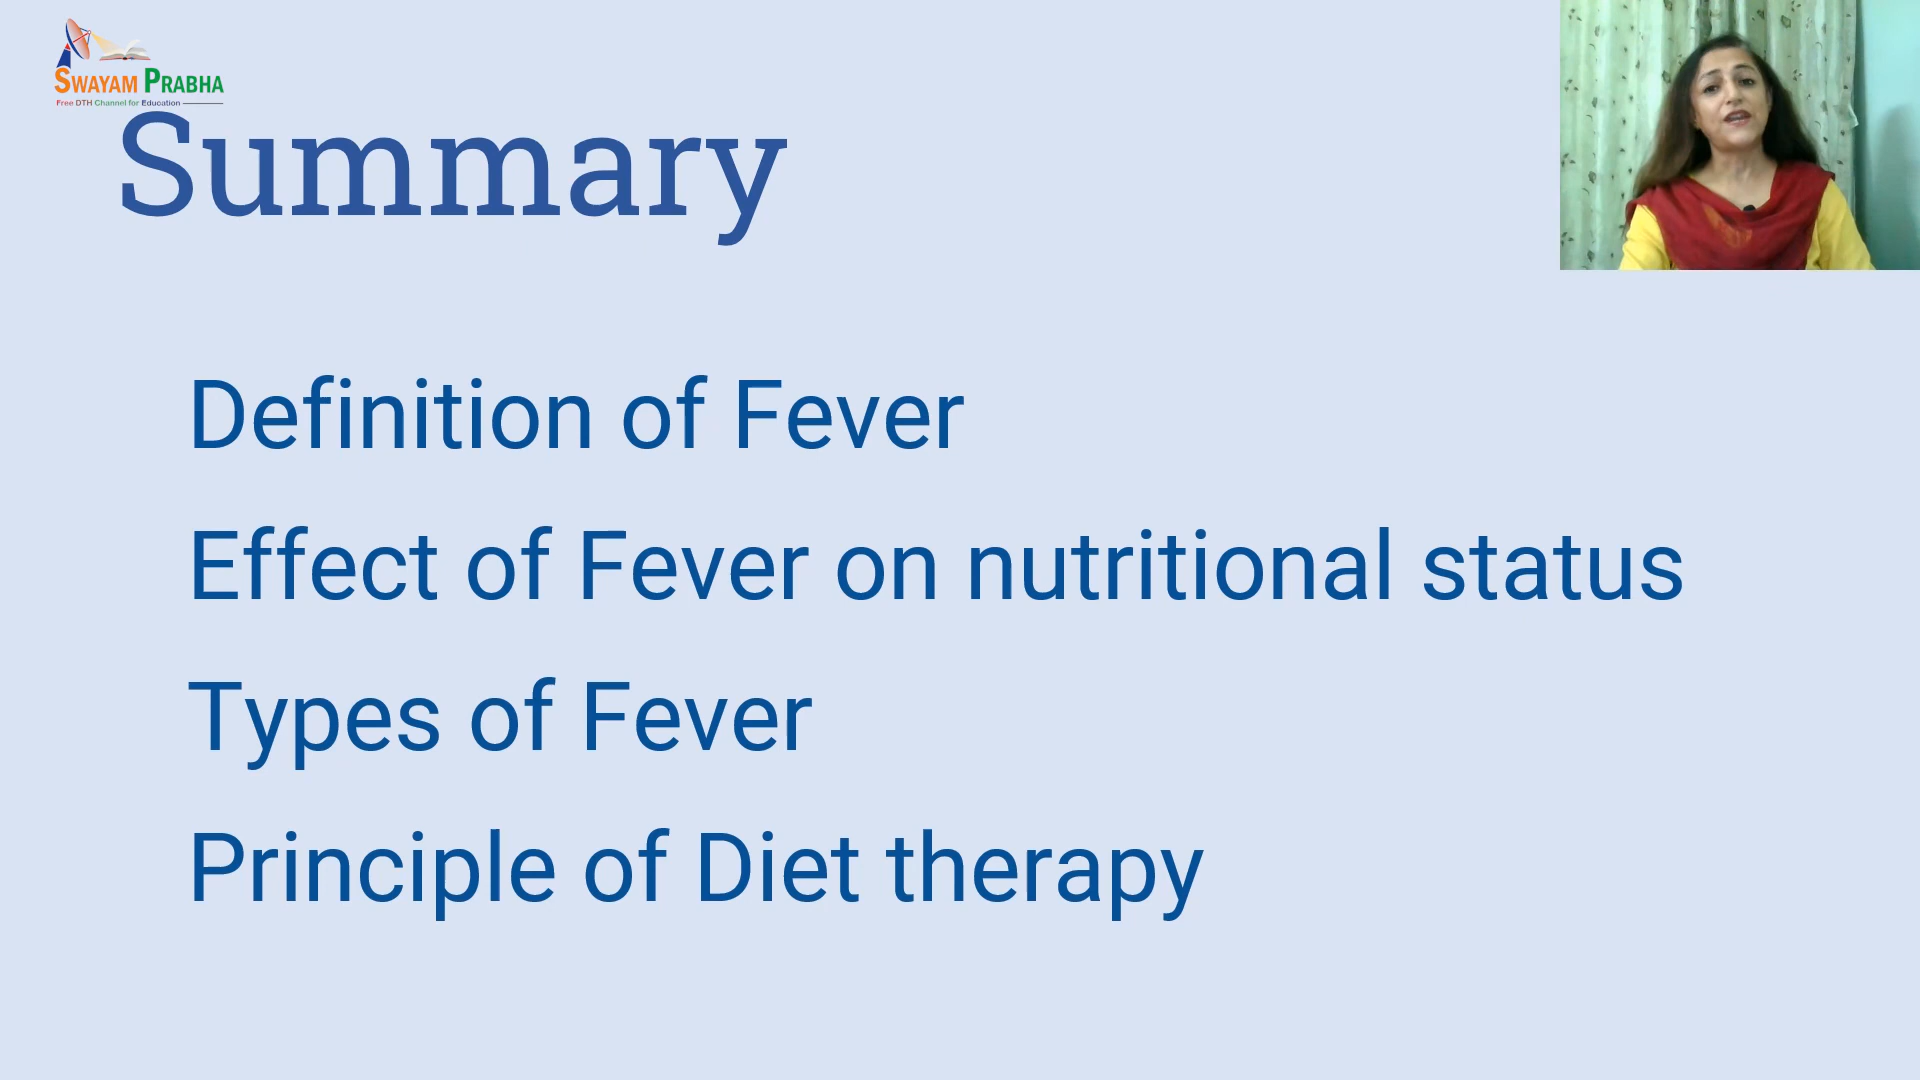 SWAYAM PRABHA
Free DTH Channel for Education
Summary
Definition of Fever
Effect of Fever on nutritional status
Types of Fever
Principle of Diet therapy